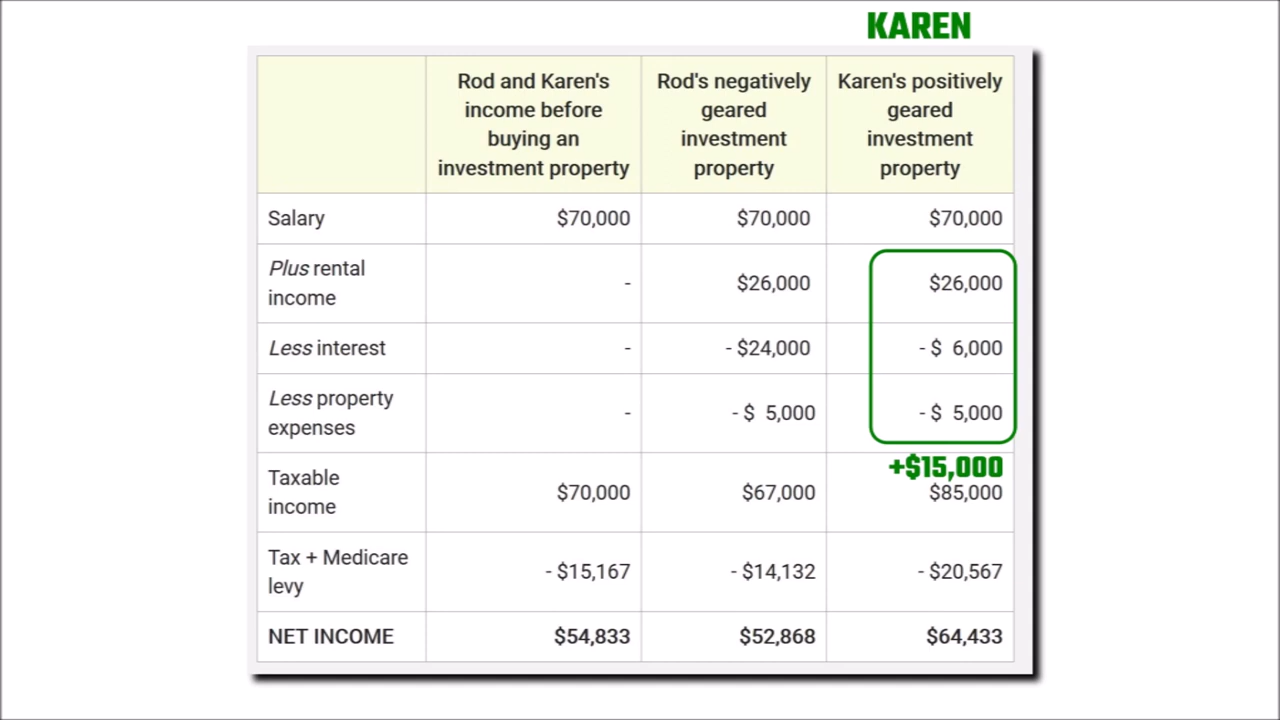 KAREN
Rod and Karen's income before buying an investment property
Rod's negatively geared investment property
Karen's positively geared investment property
Salary $70,000 $70,000 $70,000
Plus rental income - $26,000 $26,000
Less interest - - $24,000 - $ 6,000
Less property expenses - - $ 5,000 - $ 5,000
+$15,000
Taxable income $70,000 $67,000 $85,000
Tax + Medicare levy - $15,167 - $14,132 - $20,567
NET INCOME $54,833 $52,868 $64,433